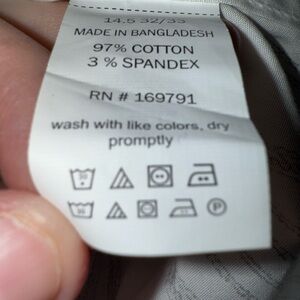 14.5 32/33
MADE IN BANGLADESH
97% COTTON
3 % SPANDEX
RN # 169791
wash with like colors, dry
promptly